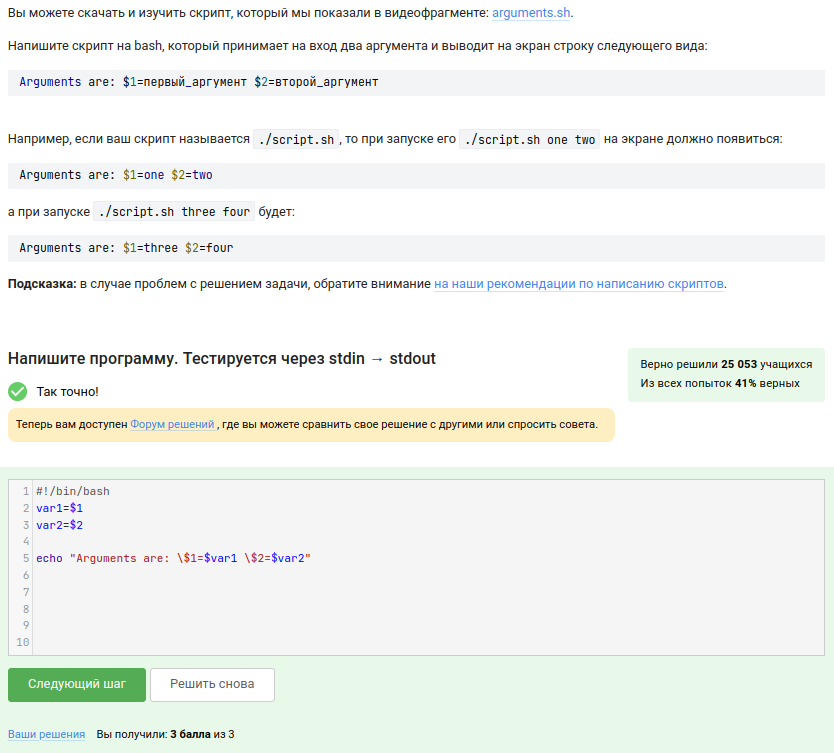 Вы можете скачать и изучить скрипт, который мы показали в видеофрагменте: arguments.sh.
Напишите скрипт на bash, который принимает на вход два аргумента и выводит на экран строку следующего вида:
Arguments are: $1=первый_аргумент $2=второй_аргумент
Например, если ваш скрипт называется ./script.sh, то при запуске его ./script.sh one two на экране должно появиться:
Arguments are: $1=one $2=two
а при запуске ./script.sh three four будет:
Arguments are: $1=three $2=four
Подсказка: в случае проблем с решением задачи, обратите внимание на наши рекомендации по написанию скриптов.
Напишите программу. Тестируется через stdin → stdout
Верно решили 25 053 учащихся
Из всех попыток 41% верных
Так точно!
Теперь вам доступен Форум решений, где вы можете сравнить свое решение с другими или спросить совета.
1 #!/bin/bash
2 var1=$1
3 var2=$2
4
5 echo "Arguments are: \$1=$var1 \$2=$var2"
6
7
8
9
10
Следующий шаг Решить снова
Ваши решения Вы получили: 3 балла из 3